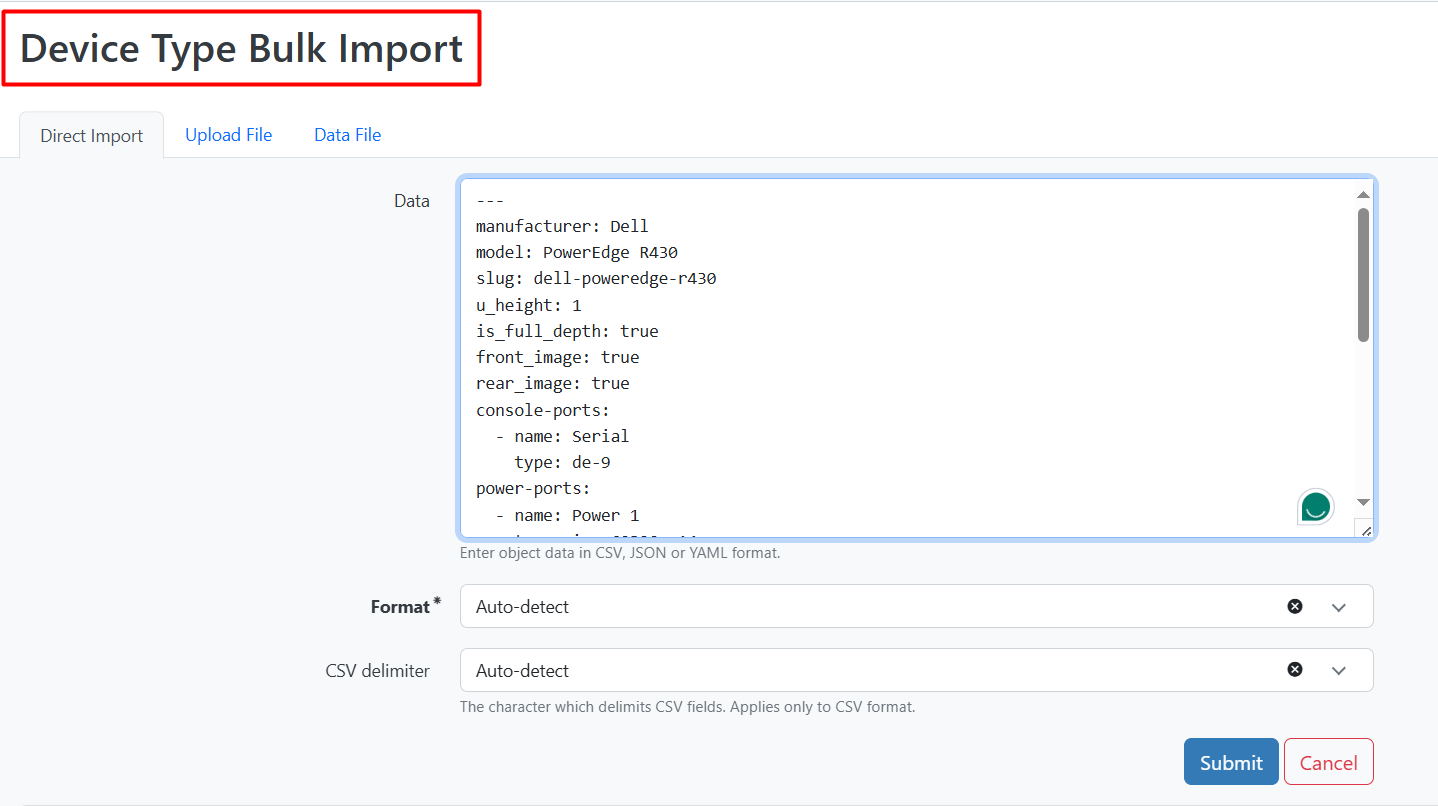 Device Type Bulk Import
Direct Import
Upload File
Data File
Data
---
manufacturer: Dell
model: PowerEdge R430
slug: dell-poweredge-r430
u_height: 1
is_full_depth: true
front_image: true
rear_image: true
console-ports:
  - name: Serial
    type: de-9
power-ports:
  - name: Power 1
Enter object data in CSV, JSON or YAML format.
Format*
Auto-detect
CSV delimiter
Auto-detect
The character which delimits CSV fields. Applies only to CSV format.
Submit
Cancel